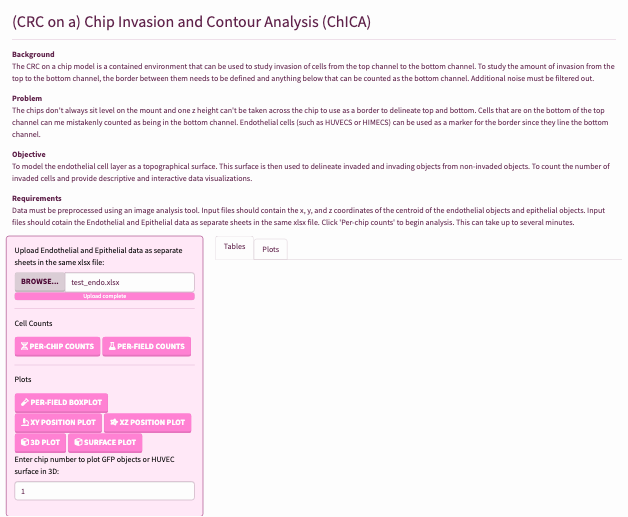 (CRC on a) Chip Invasion and Contour Analysis (ChICA)
Background
The CRC on a chip model is a contained environment that can be used to study invasion of cells from the top channel to the bottom channel. To study the amount of invasion from the
top to the bottom channel, the border between them needs to be defined and anything below that can be counted as the bottom channel. Additional noise must be filtered out.
Problem
The chips don't always sit level on the mount and one z height can't be taken across the chip to use as a border to delineate top and bottom. Cells that are on the bottom of the top
channel can me mistakenly counted as being in the bottom channel. Endothelial cells (such as HUVECS or HIMECS) can be used as a marker for the border since they line the bottom
channel.
Objective
To model the endothelial cell layer as a topographical surface. This surface is then used to delineate invaded and invading objects from non-invaded objects. To count the number of
invaded cells and provide descriptive and interactive data visualizations.
Requirements
Data must be preprocessed using an image analysis tool. Input files should contain the x, y, and z coordinates of the centroid of the endothelial objects and epithelial objects. Input
files should cotain the Endothelial and Epithelial data as separate sheets in the same xlsx file. Click 'Per-chip counts' to begin analysis. This can take up to several minutes.
Upload Endothelial and Epithelial data as separate
sheets in the same xlsx file:
BROWSE... test_endo.xlsx
Upload complete
Cell Counts
PER-CHIP COUNTS PER-FIELD COUNTS
Plots
PER-FIELD BOXPLOT
XY POSITION PLOT XZ POSITION PLOT
3D PLOT SURFACE PLOT
Enter chip number to plot GFP objects or HUVEC
surface in 3D:
1
Tables Plots